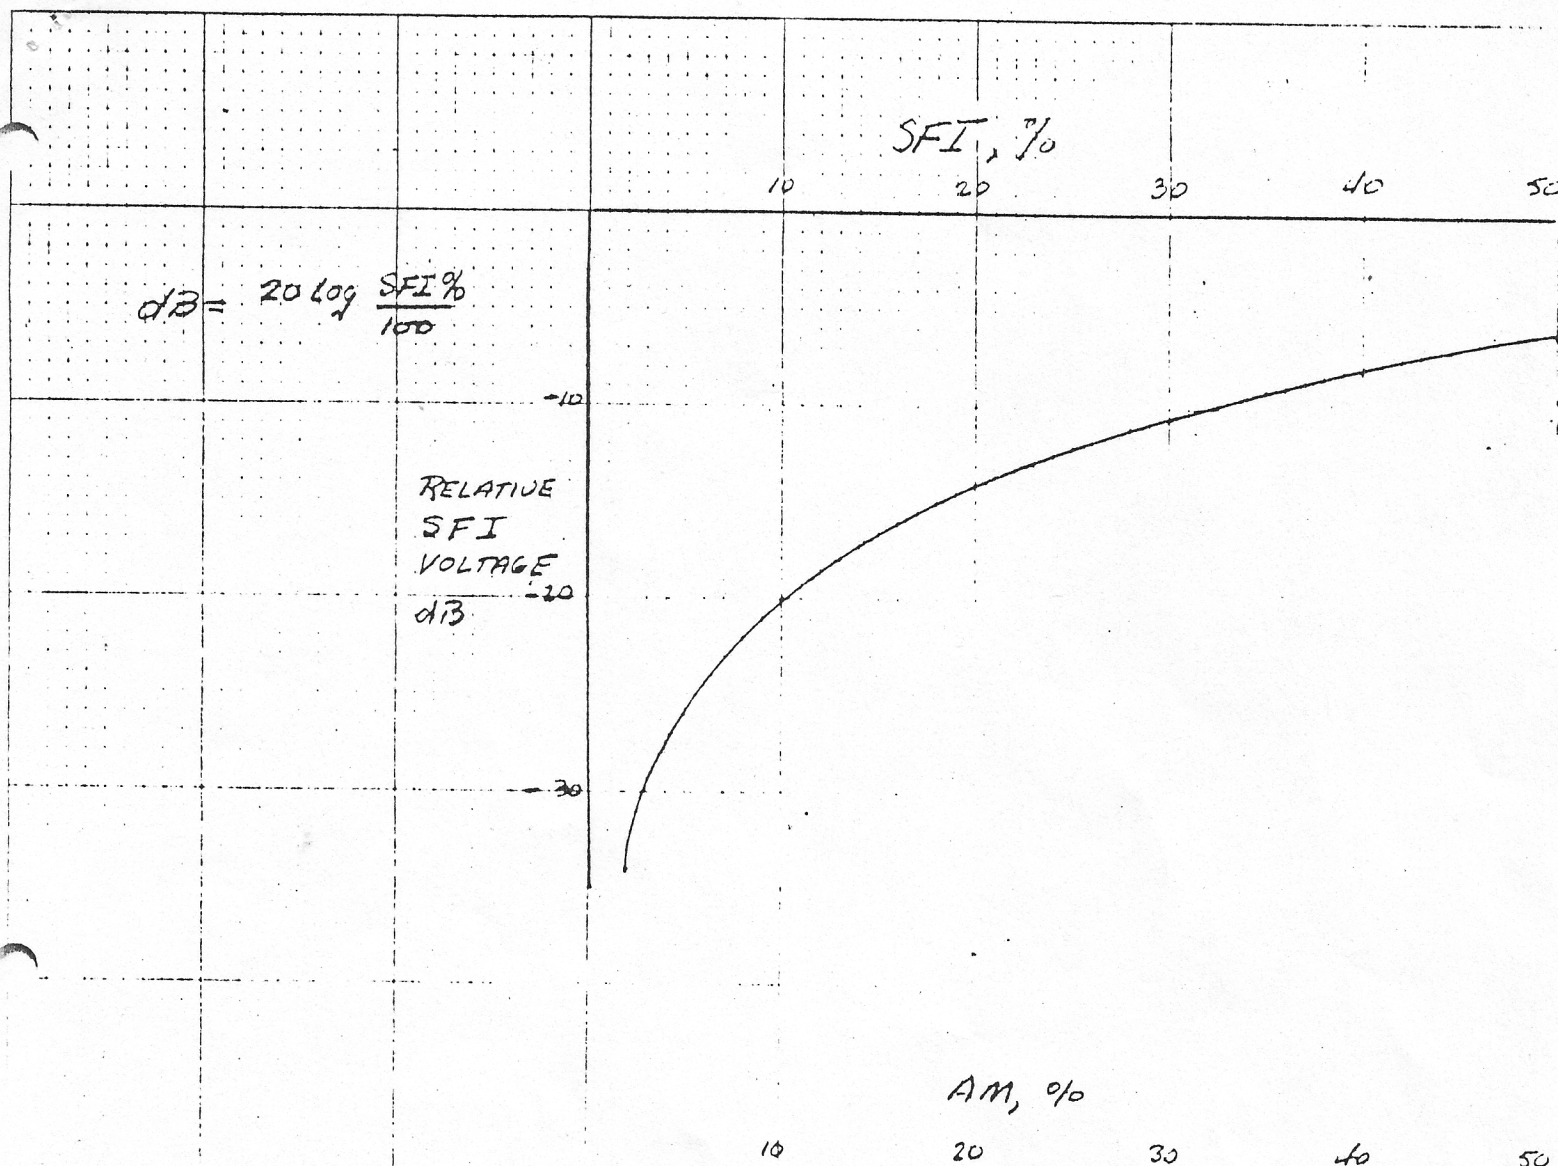 SFI, %
10 20 30 40 50
dB = 20 log SFI%
100
-10
RELATIVE
SFI
VOLTAGE
-20
dB
-30
AM, %
10 20 30 40 50